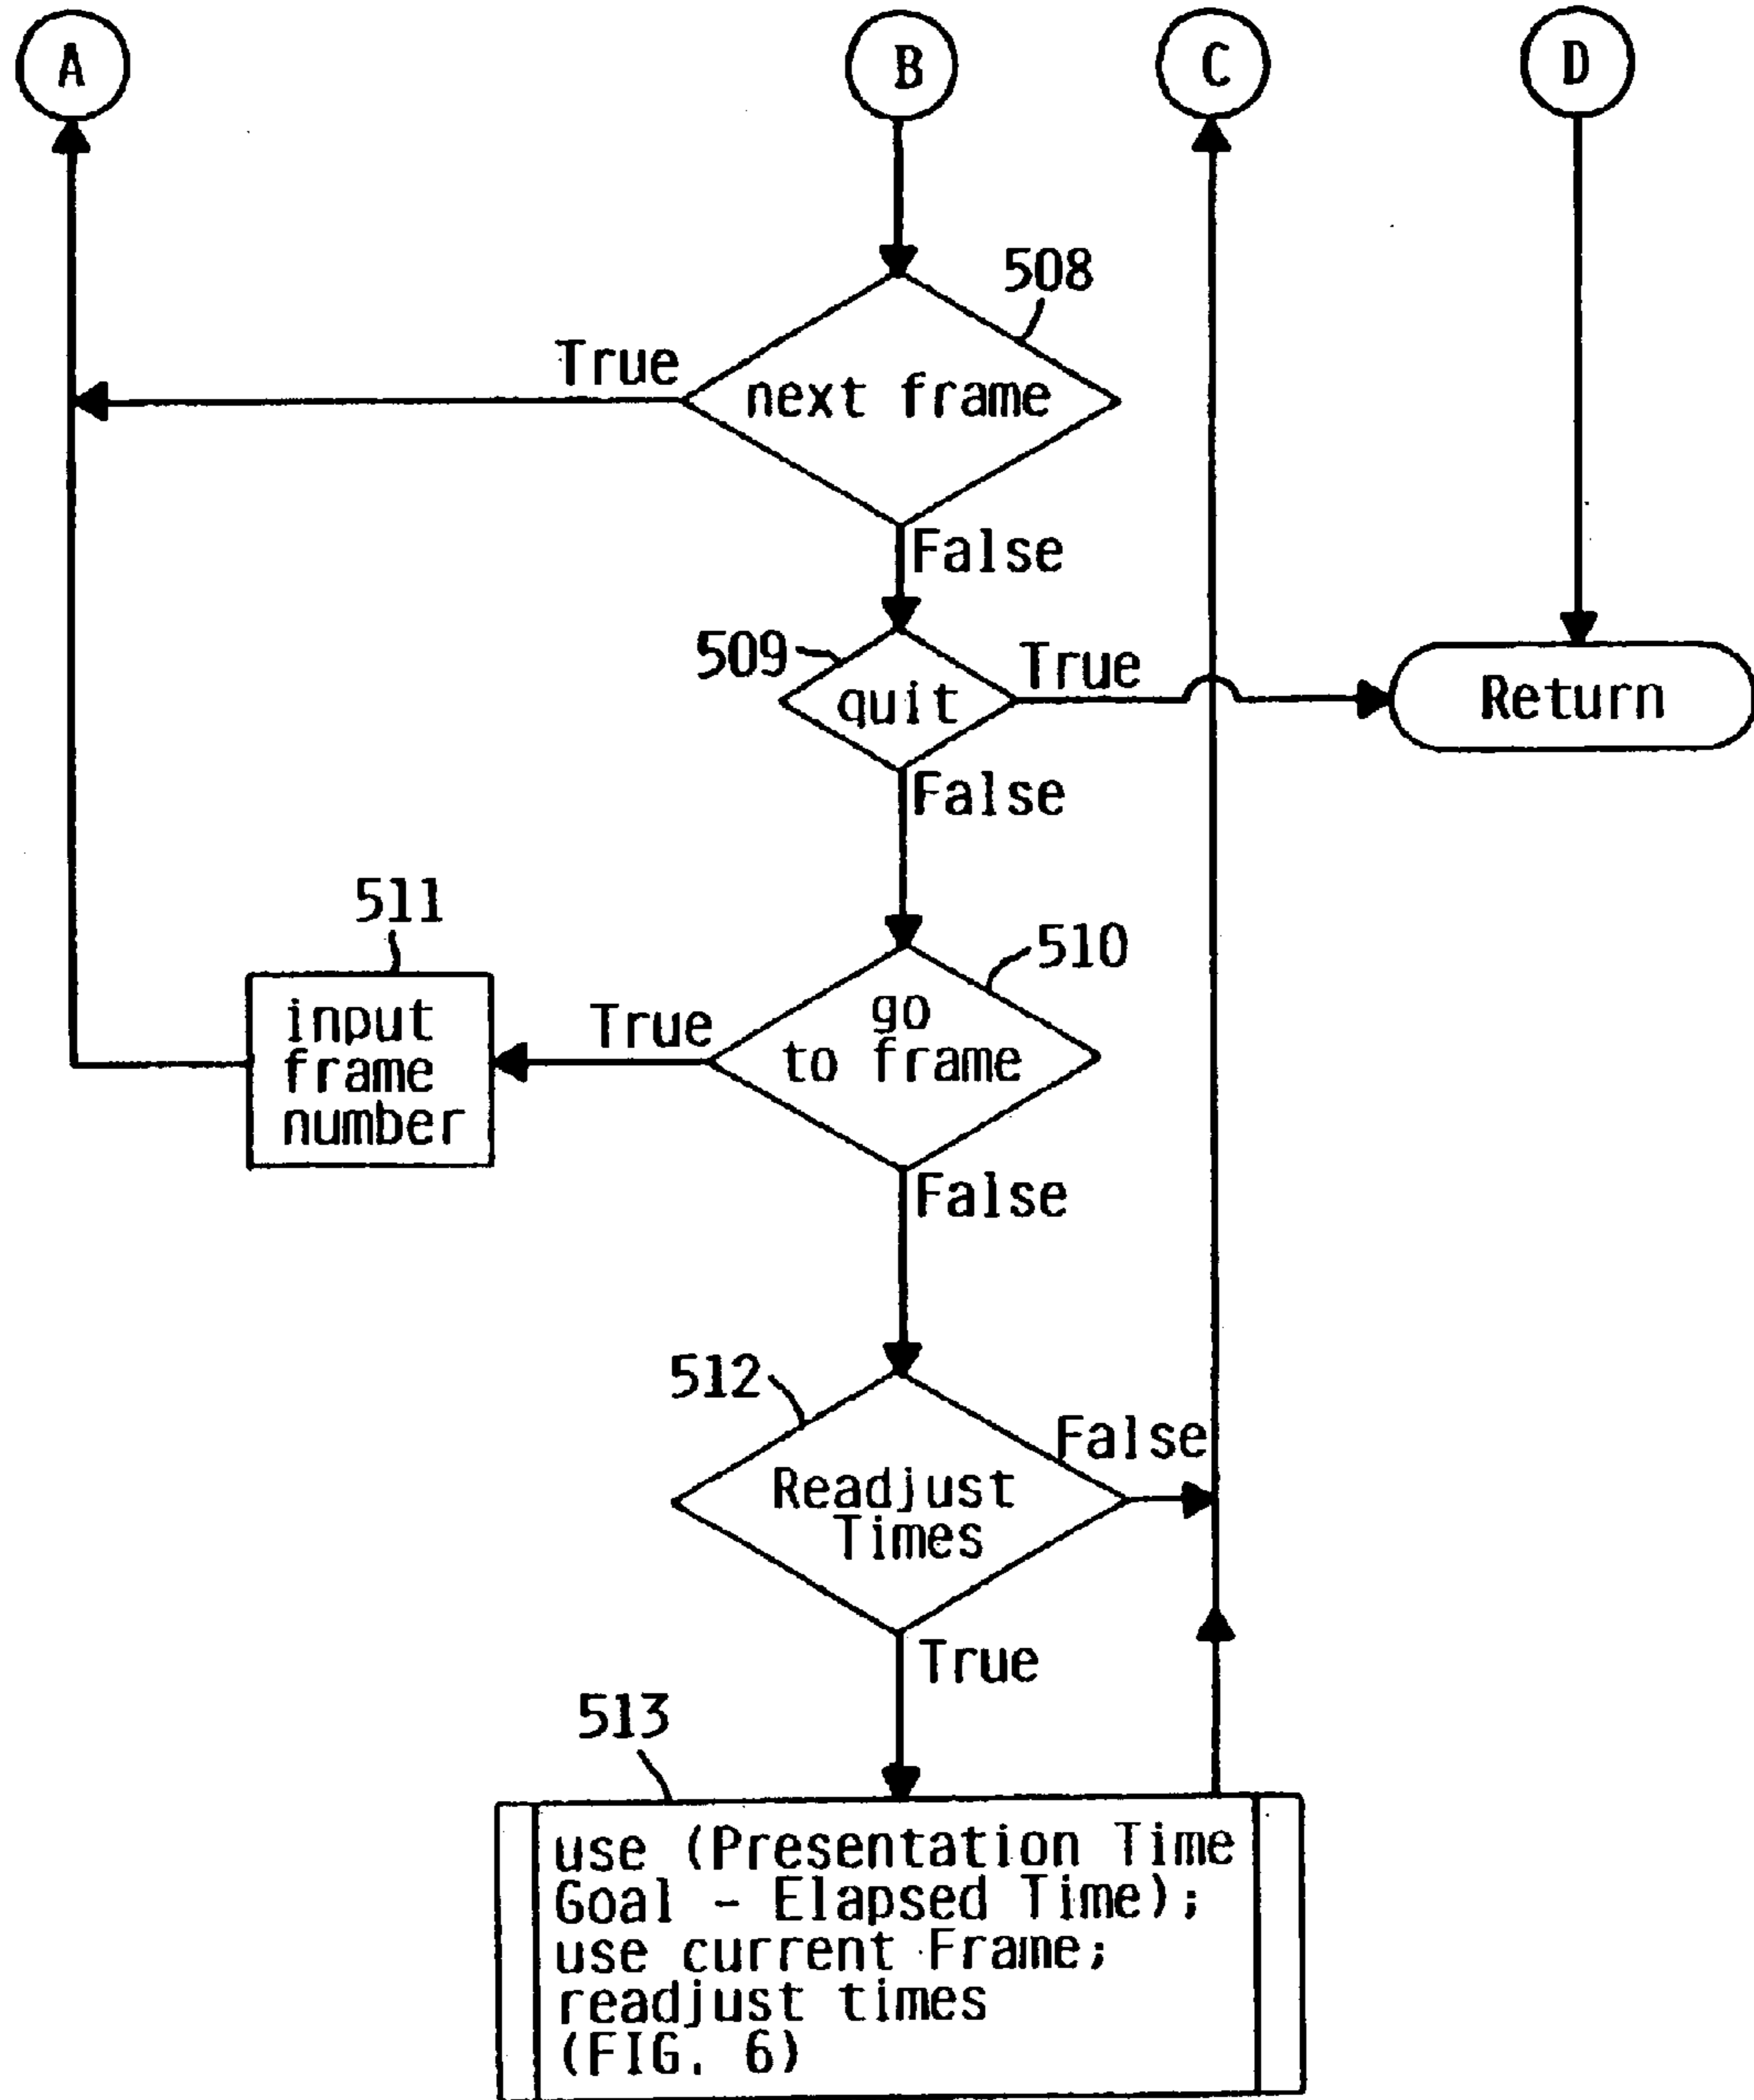 A
B
C
D
508
True
next frame
False
509
True
quit
Return
False
511
510
input
frame
number
True
go
to frame
False
512
False
Readjust
Times
True
513
use (Presentation Time
Goal - Elapsed Time);
use current Frame;
readjust times
(FIG. 6)